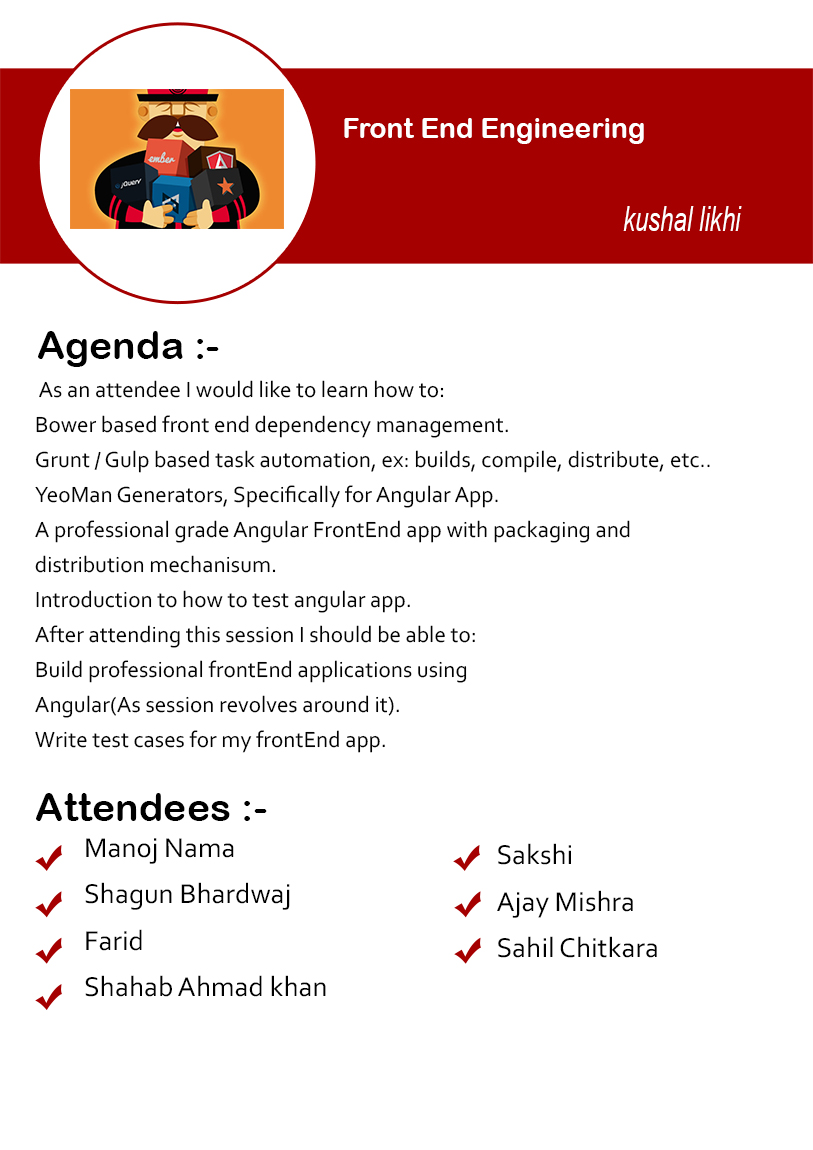 Front End Engineering
kushal likhi
ember
jQuery
Agenda :-
As an attendee I would like to learn how to:
Bower based front end dependency management.
Grunt / Gulp based task automation, ex: builds, compile, distribute, etc..
YeoMan Generators, Specifically for Angular App.
A professional grade Angular FrontEnd app with packaging and
distribution mechanisum.
Introduction to how to test angular app.
After attending this session I should be able to:
Build professional frontEnd applications using
Angular(As session revolves around it).
Write test cases for my frontEnd app.
Attendees :-
Manoj Nama
Shagun Bhardwaj
Farid
Shahab Ahmad khan
Sakshi
Ajay Mishra
Sahil Chitkara